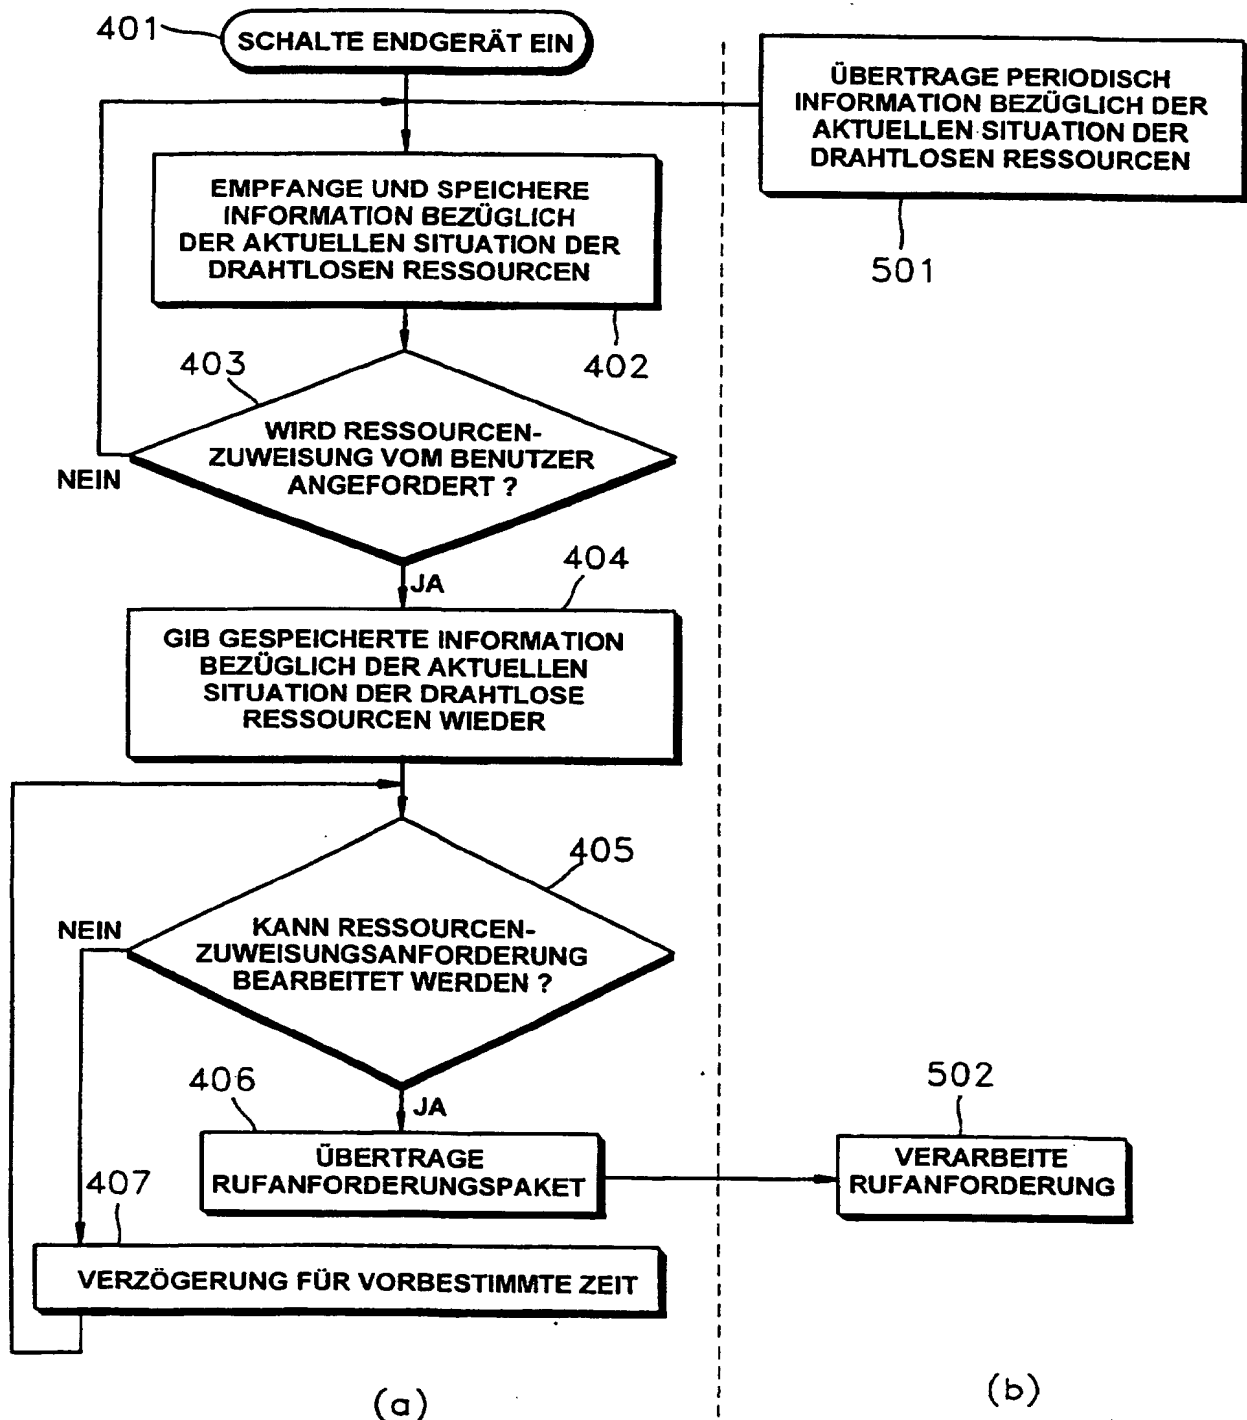 401
SCHALTE ENDGERÄT EIN
ÜBERTRAGE PERIODISCH
INFORMATION BEZÜGLICH DER
AKTUELLEN SITUATION DER
DRAHTLOSEN RESSOURCEN
501
EMPFANGE UND SPEICHERE
INFORMATION BEZÜGLICH
DER AKTUELLEN SITUATION DER
DRAHTLOSEN RESSOURCEN
402
403
WIRD RESSOURCEN-
ZUWEISUNG VOM BENUTZER
ANGEFORDERT ?
NEIN
JA
404
GIB GESPEICHERTE INFORMATION
BEZÜGLICH DER AKTUELLEN
SITUATION DER DRAHTLOSE
RESSOURCEN WIEDER
405
NEIN
KANN RESSOURCEN-
ZUWEISUNGSANFORDERUNG
BEARBEITET WERDEN ?
JA
406
ÜBERTRAGE
RUFANFORDERUNGSPAKET
502
VERARBEITE
RUFANFORDERUNG
407
VERZÖGERUNG FÜR VORBESTIMMTE ZEIT
(a)
(b)